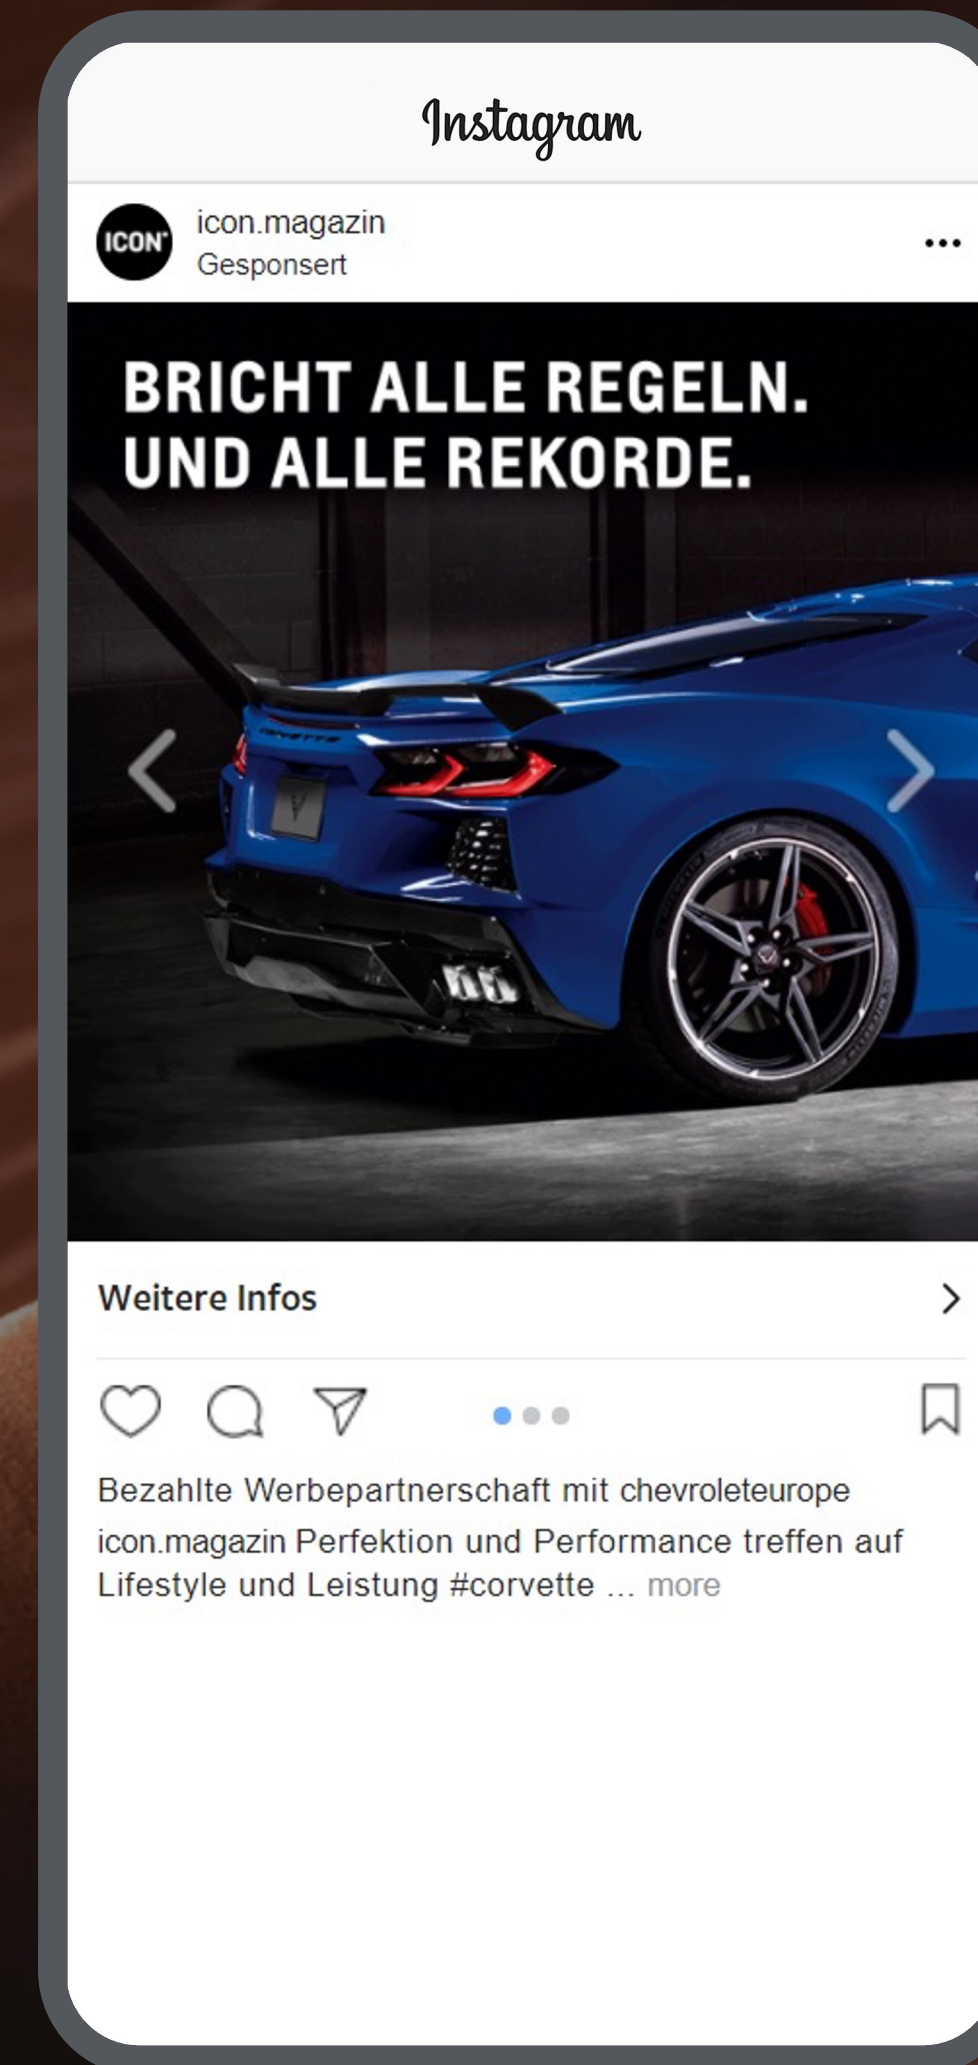 Instagram
ICON
icon.magazin
Gesponsert
BRICHT ALLE REGELN.
UND ALLE REKORDE.
CORVETTE
Weitere Infos
Bezahlte Werbepartnerschaft mit chevroleteurope
icon.magazin Perfektion und Performance treffen auf
Lifestyle und Leistung #corvette ... more